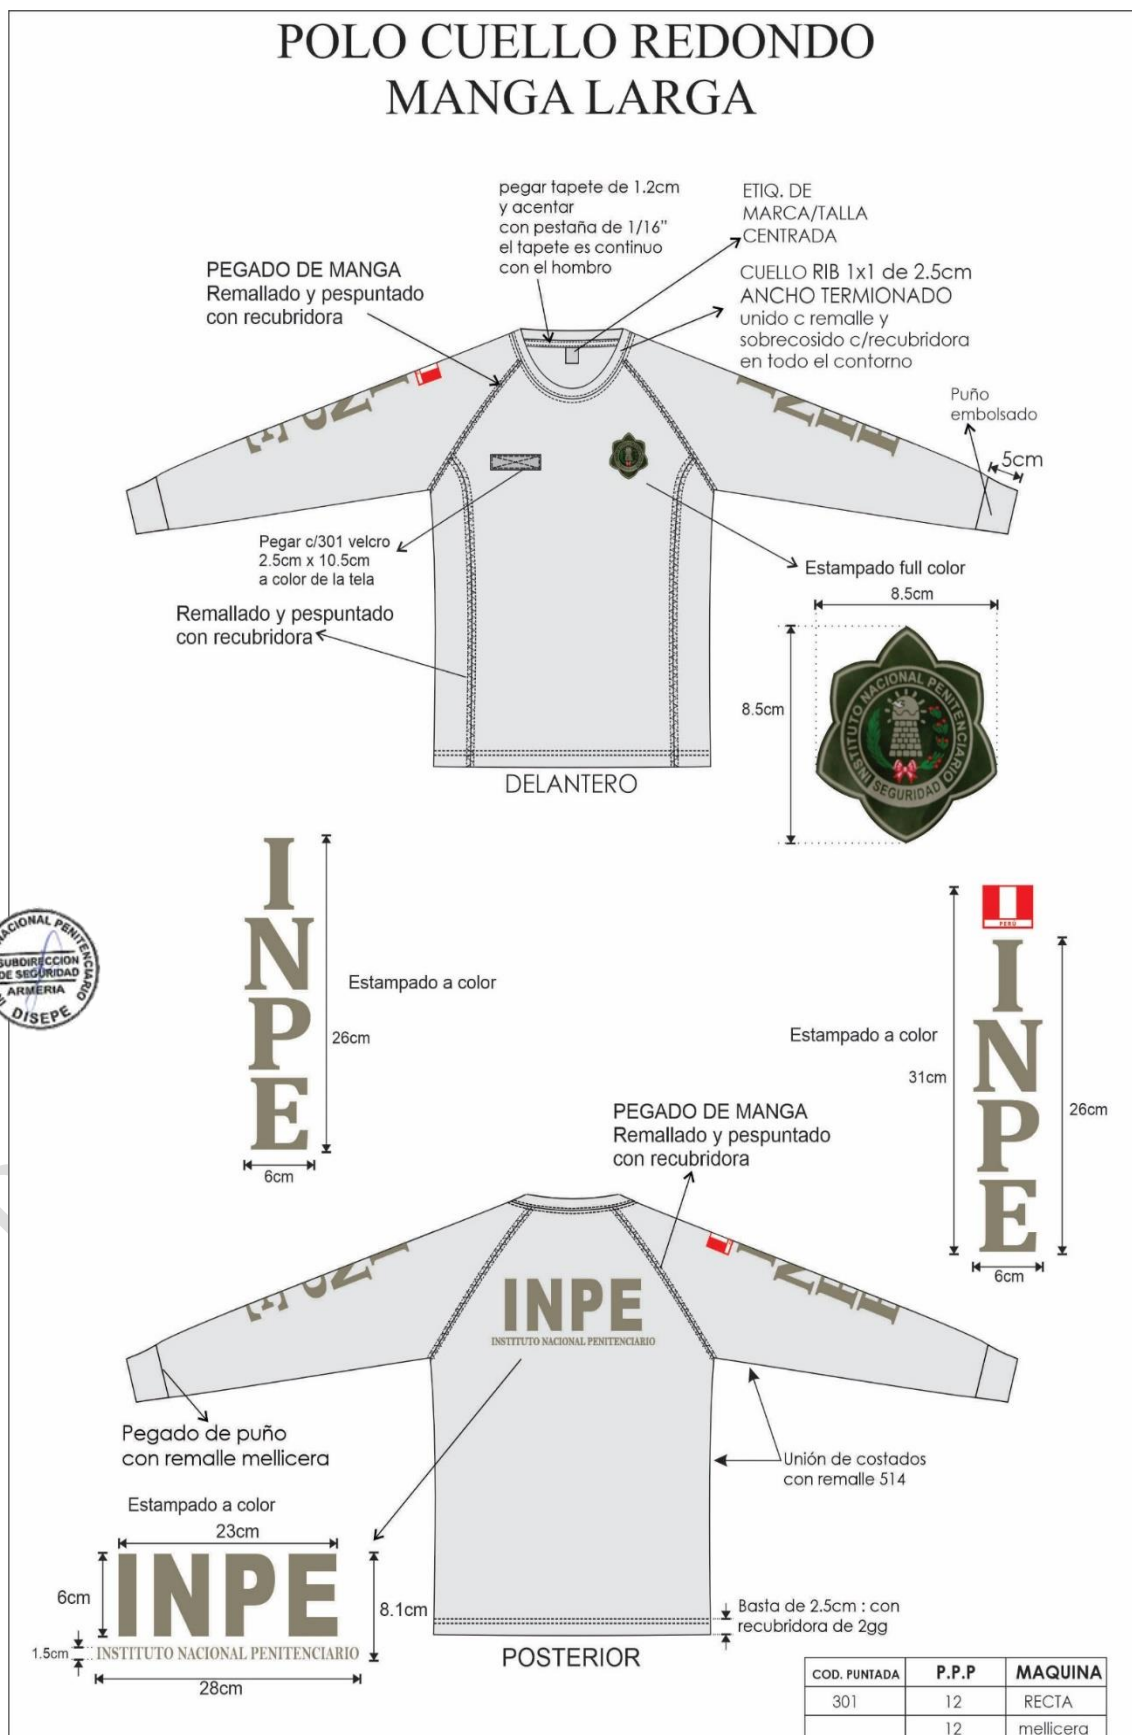 POLO CUELLO REDONDO
MANGA LARGA
pegar tapete de 1.2cm
y acentar
con pestaña de 1/16"
el tapete es continuo
con el hombro
ETIQ. DE
MARCA/TALLA
CENTRADA
PEGADO DE MANGA
Remallado y pespuntado
con recubridora
CUELLO RIB 1x1 de 2.5cm
ANCHO TERMIONADO
unido c remalle y
sobrecosido c/recubridora
en todo el contorno
Puño
embolsado
5cm
INPE
INPE
Pegar c/301 velcro
2.5cm x 10.5cm
a color de la tela
Remallado y pespuntado
con recubridora
Estampado full color
8.5cm
8.5cm
INSTITUTO NACIONAL PENITENCIARIO
SEGURIDAD
DELANTERO
I
N
P
E
Estampado a color
26cm
6cm
NACIONAL PENITENCIARIO
SUBDIRECCION
DE SEGURIDAD
ARMERIA
DISEPE
PERÚ
I
N
P
E
Estampado a color
31cm
26cm
6cm
PEGADO DE MANGA
Remallado y pespuntado
con recubridora
INPE
INPE
INPE
INSTITUTO NACIONAL PENITENCIARIO
Pegado de puño
con remalle mellicera
Unión de costados
con remalle 514
Estampado a color
23cm
INPE
6cm
8.1cm
1.5cm
INSTITUTO NACIONAL PENITENCIARIO
28cm
Basta de 2.5cm : con
recubridora de 2gg
POSTERIOR
COD. PUNTADA P.P.P MAQUINA
301 12 RECTA
12 mellicera